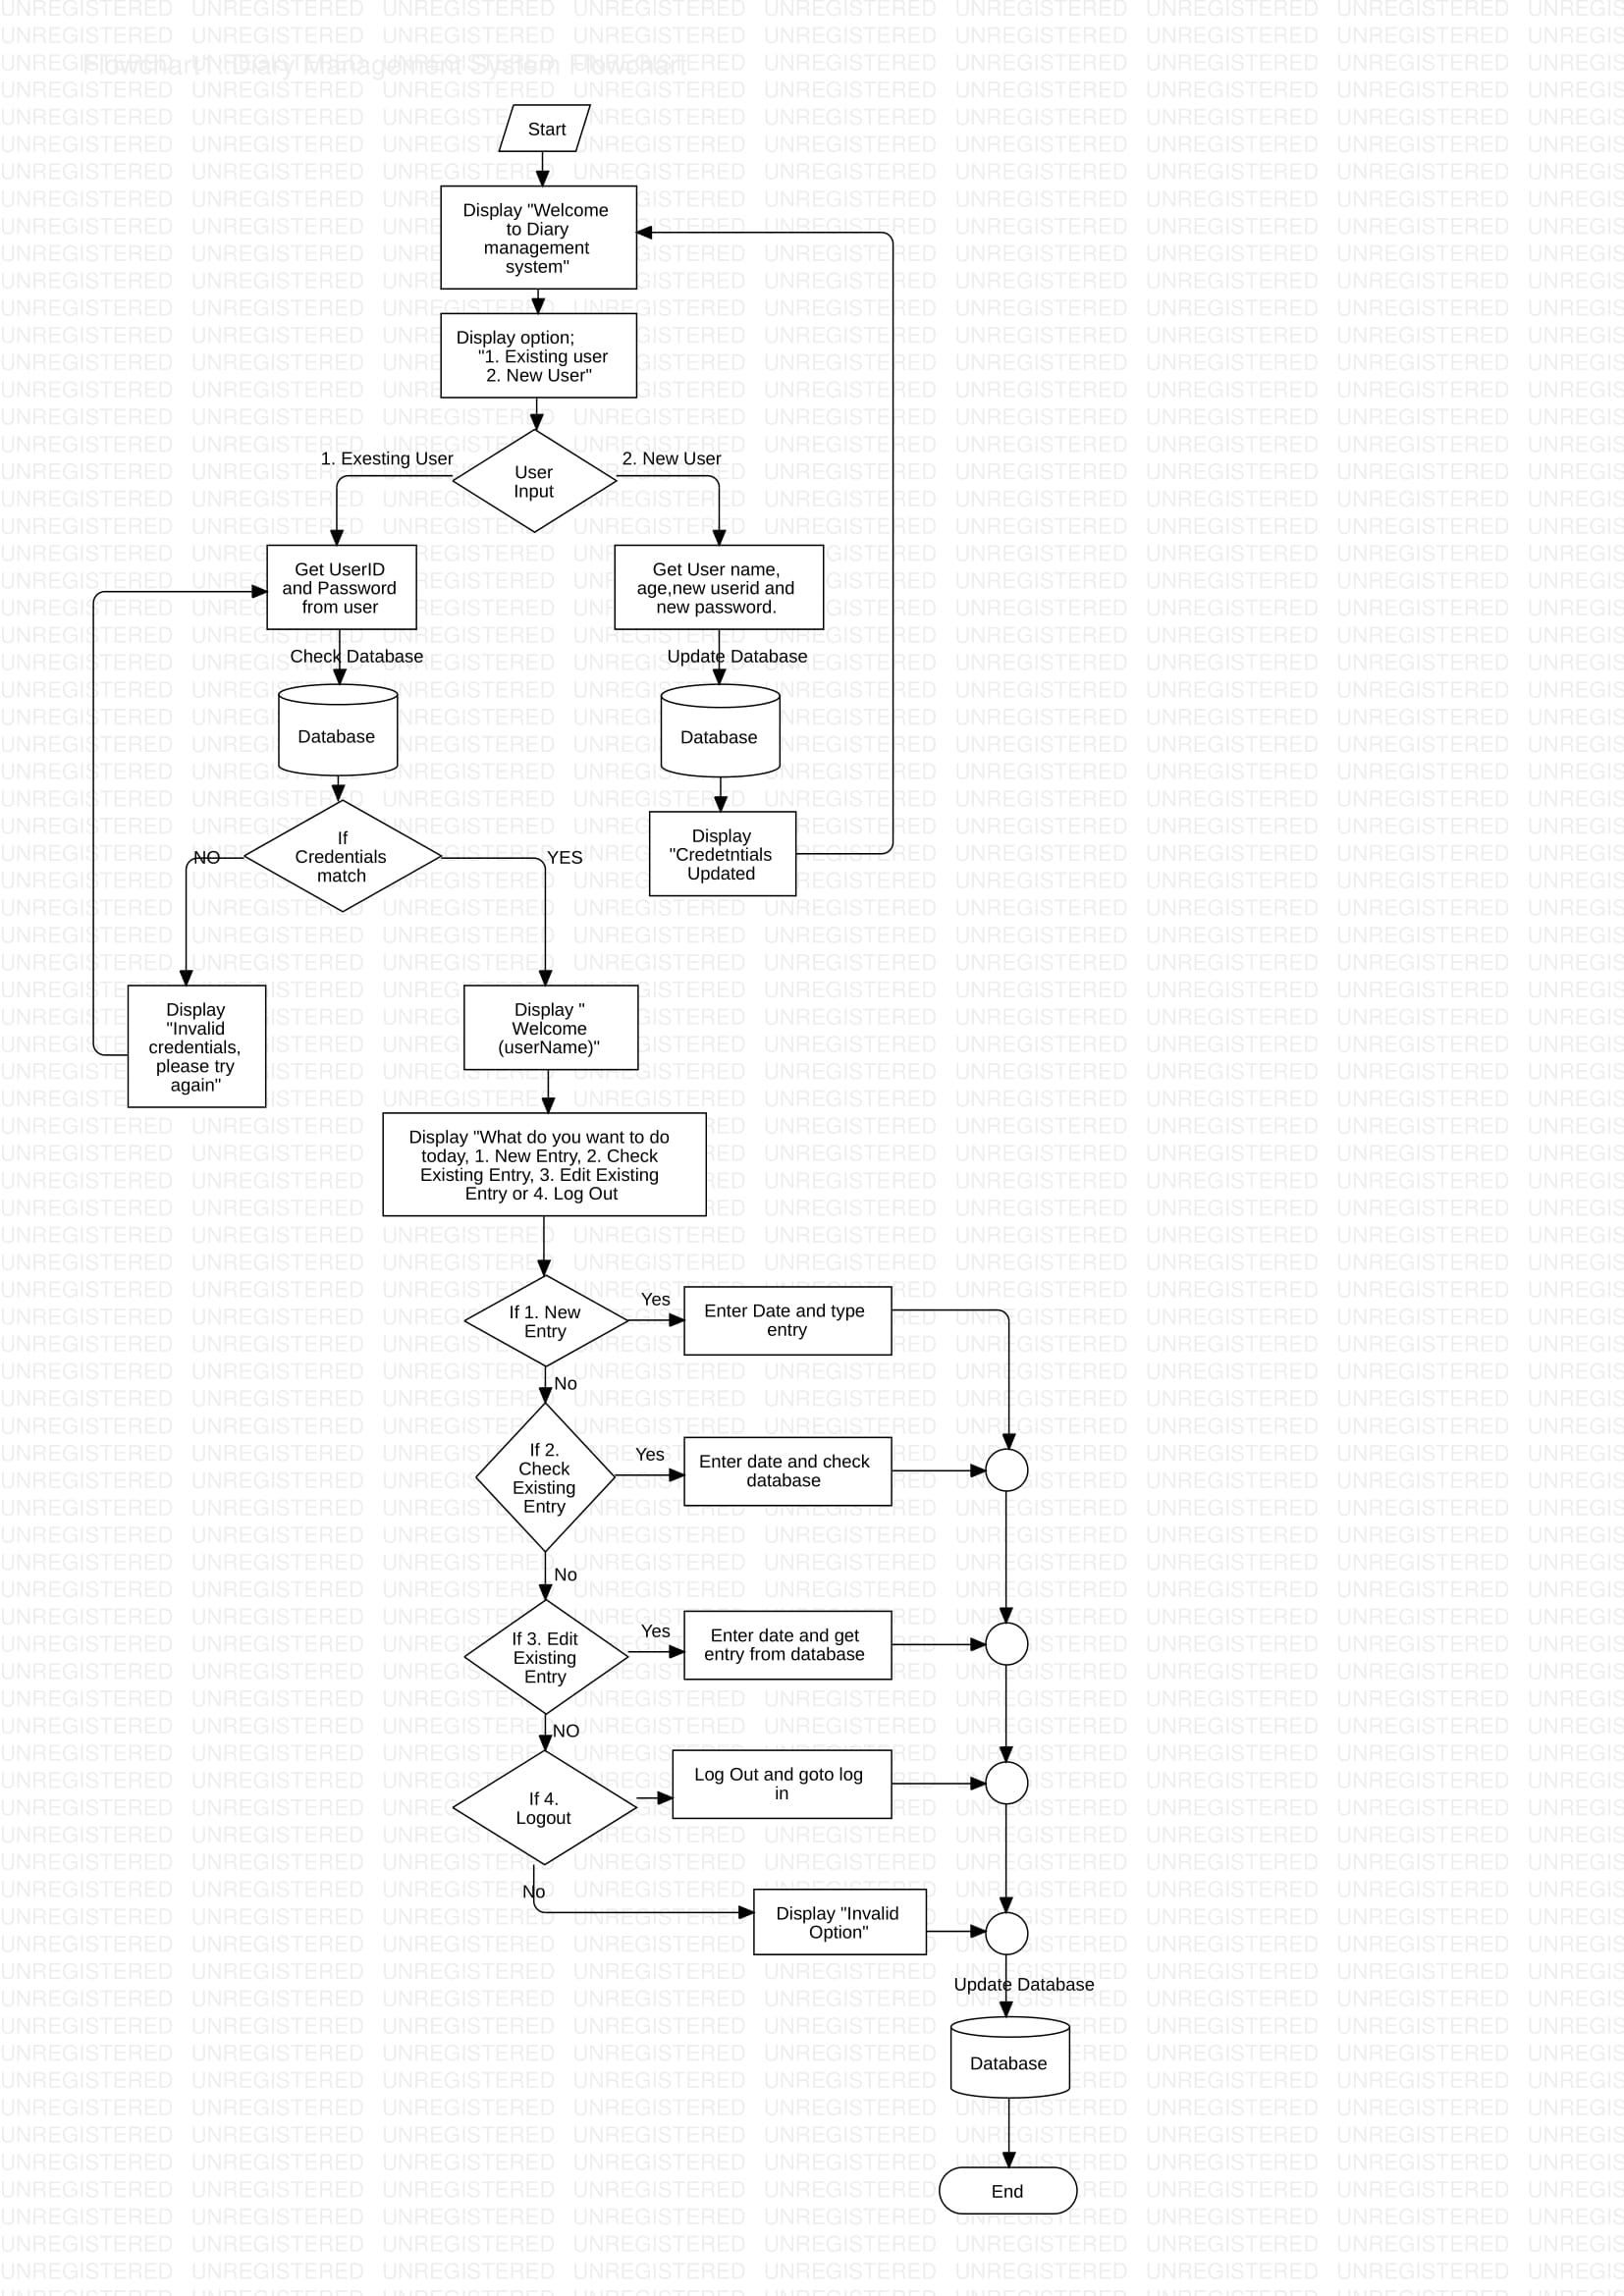 Flowchart1: Diary Management System Flowchart
Start
Display "Welcome
to Diary
management
system"
Display option;
"1. Existing user
2. New User"
User
Input
1. Exesting User
2. New User
Get UserID
and Password
from user
Get User name,
age,new userid and
new password.
Check Database
Update Database
Database
Database
If
Credentials
match
NO
YES
Display
"Credetntials
Updated
Display
"Invalid
credentials,
please try
again"
Display "
Welcome
(userName)"
Display "What do you want to do
today, 1. New Entry, 2. Check
Existing Entry, 3. Edit Existing
Entry or 4. Log Out
If 1. New
Entry
Yes
Enter Date and type
entry
No
If 2.
Check
Existing
Entry
Yes
Enter date and check
database
No
If 3. Edit
Existing
Entry
Yes
Enter date and get
entry from database
NO
If 4.
Logout
Log Out and goto log
in
No
Display "Invalid
Option"
Update Database
Database
End
UNREGISTERED